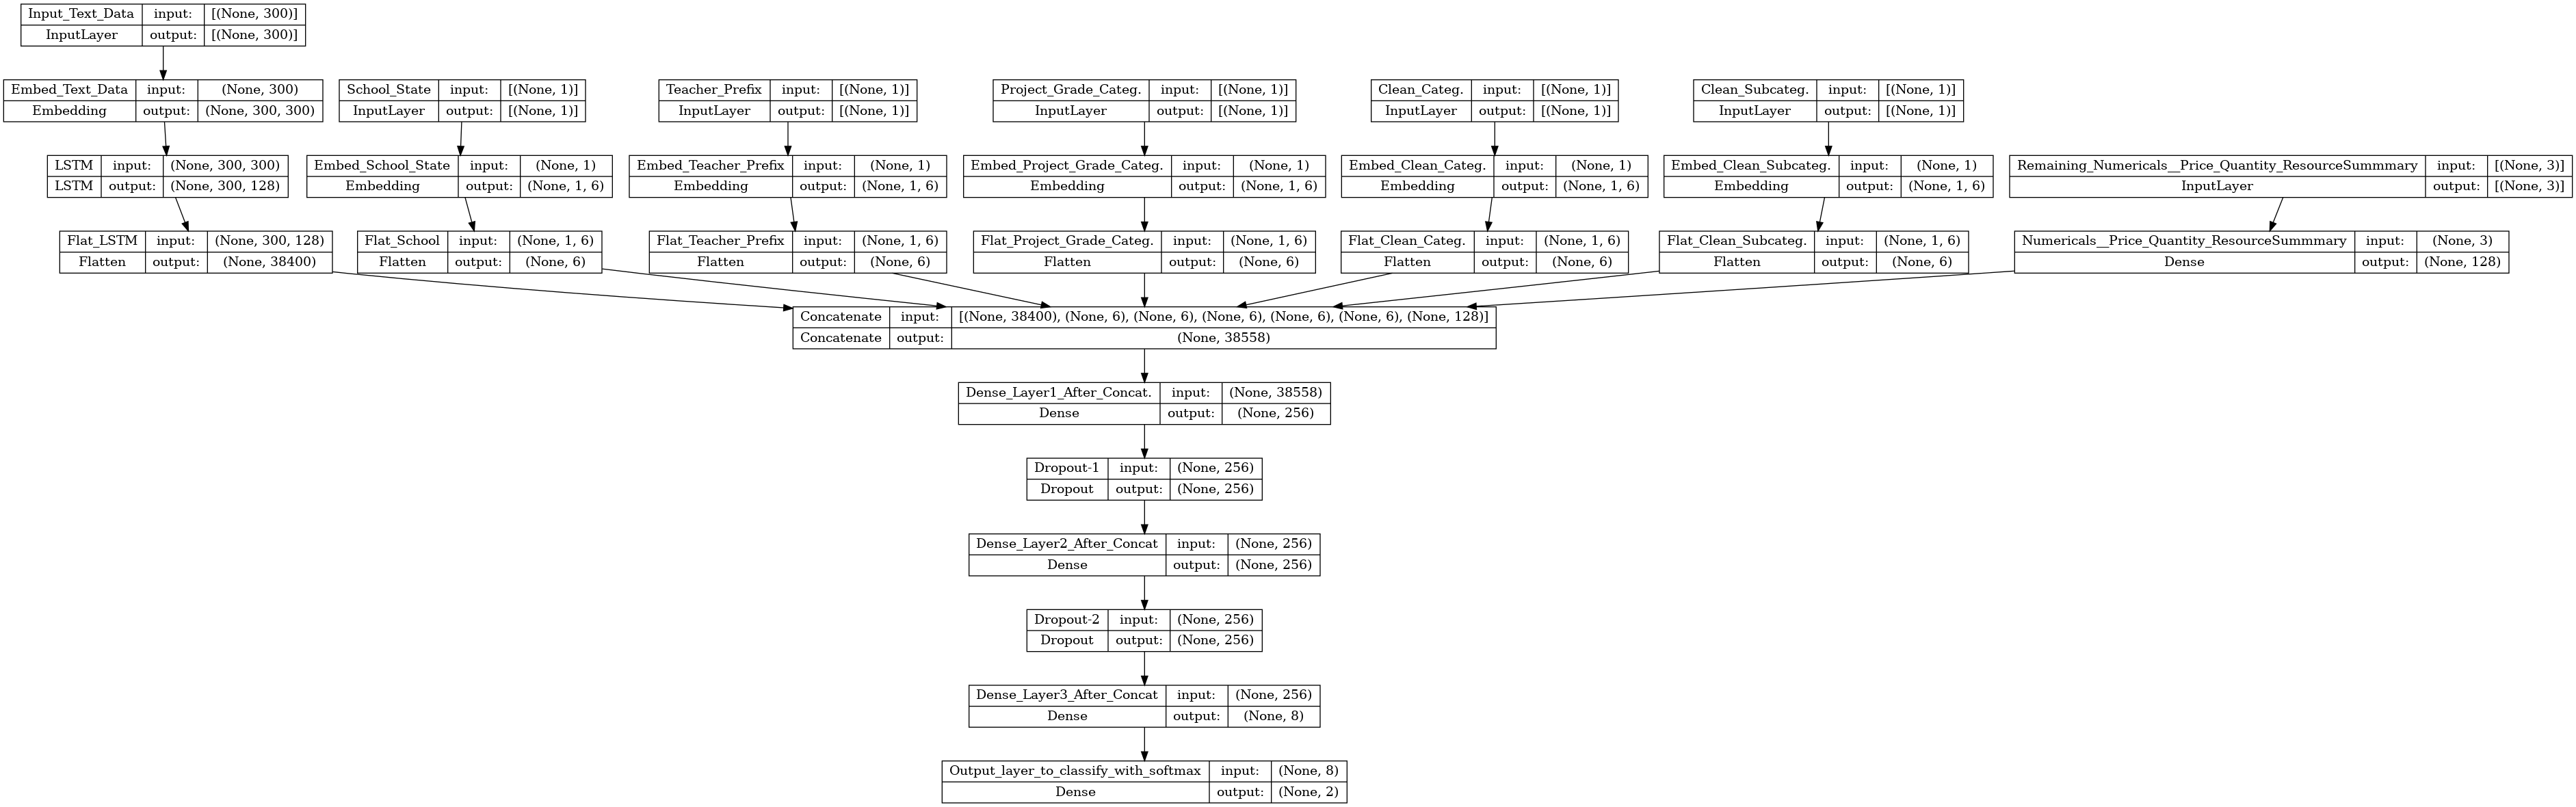 Input_Text_Data input: [(None, 300)]
InputLayer output: [(None, 300)]
Embed_Text_Data input: (None, 300)
Embedding output: (None, 300, 300)
School_State input: [(None, 1)]
InputLayer output: [(None, 1)]
Teacher_Prefix input: [(None, 1)]
InputLayer output: [(None, 1)]
Project_Grade_Categ. input: [(None, 1)]
InputLayer output: [(None, 1)]
Clean_Categ. input: [(None, 1)]
InputLayer output: [(None, 1)]
Clean_Subcateg. input: [(None, 1)]
InputLayer output: [(None, 1)]
LSTM input: (None, 300, 300)
LSTM output: (None, 300, 128)
Embed_School_State input: (None, 1)
Embedding output: (None, 1, 6)
Embed_Teacher_Prefix input: (None, 1)
Embedding output: (None, 1, 6)
Embed_Project_Grade_Categ. input: (None, 1)
Embedding output: (None, 1, 6)
Embed_Clean_Categ. input: (None, 1)
Embedding output: (None, 1, 6)
Embed_Clean_Subcateg. input: (None, 1)
Embedding output: (None, 1, 6)
Remaining_Numericals__Price_Quantity_ResourceSummmary input: [(None, 3)]
InputLayer output: [(None, 3)]
Flat_LSTM input: (None, 300, 128)
Flatten output: (None, 38400)
Flat_School input: (None, 1, 6)
Flatten output: (None, 6)
Flat_Teacher_Prefix input: (None, 1, 6)
Flatten output: (None, 6)
Flat_Project_Grade_Categ. input: (None, 1, 6)
Flatten output: (None, 6)
Flat_Clean_Categ. input: (None, 1, 6)
Flatten output: (None, 6)
Flat_Clean_Subcateg. input: (None, 1, 6)
Flatten output: (None, 6)
Numericals__Price_Quantity_ResourceSummmary input: (None, 3)
Dense output: (None, 128)
Concatenate input: [(None, 38400), (None, 6), (None, 6), (None, 6), (None, 6), (None, 6), (None, 128)]
Concatenate output: (None, 38558)
Dense_Layer1_After_Concat. input: (None, 38558)
Dense output: (None, 256)
Dropout-1 input: (None, 256)
Dropout output: (None, 256)
Dense_Layer2_After_Concat input: (None, 256)
Dense output: (None, 256)
Dropout-2 input: (None, 256)
Dropout output: (None, 256)
Dense_Layer3_After_Concat input: (None, 256)
Dense output: (None, 8)
Output_layer_to_classify_with_softmax input: (None, 8)
Dense output: (None, 2)